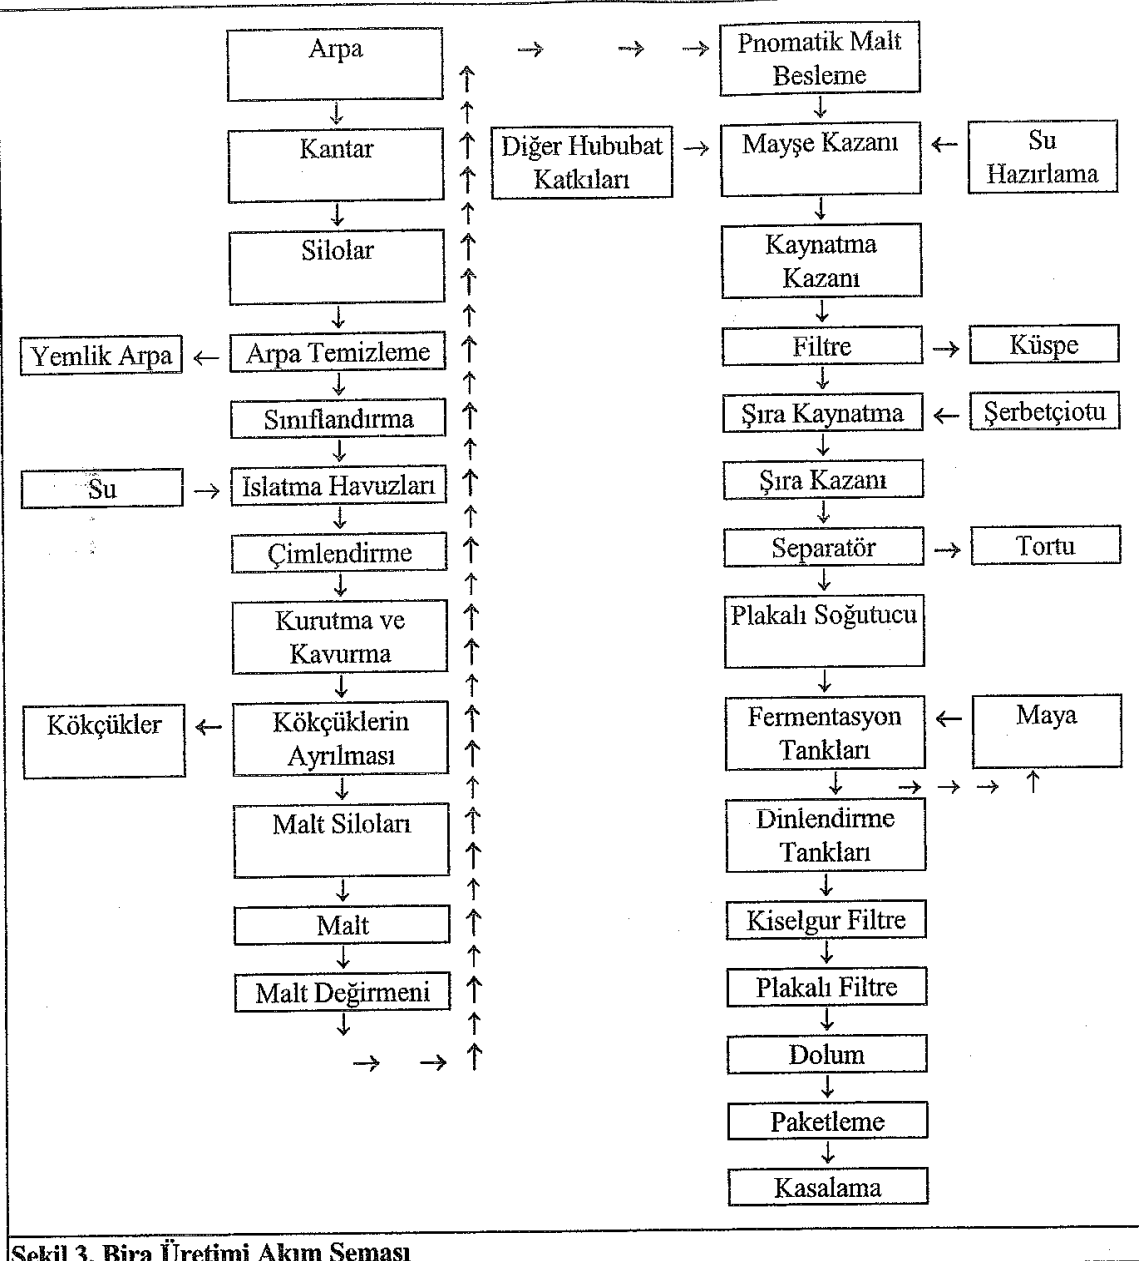 Arpa
Kantar
Silolar
Yemlik Arpa
Arpa Temizleme
Sınıflandırma
Su
Islatma Havuzları
Çimlendirme
Kurutma ve
Kavurma
Kökçükler
Kökçüklerin
Ayrılması
Malt Siloları
Malt
Malt Değirmeni
Pnomatik Malt
Besleme
Diğer Hububat
Katkıları
Mayşe Kazanı
Su
Hazırlama
Kaynatma
Kazanı
Filtre
Küspe
Şıra Kaynatma
Şerbetçiotu
Şıra Kazanı
Separatör
Tortu
Plakalı Soğutucu
Fermentasyon
Tankları
Maya
Dinlendirme
Tankları
Kiselgur Filtre
Plakalı Filtre
Dolum
Paketleme
Kasalama
Şekil 3. Bira Üretimi Akım Şeması